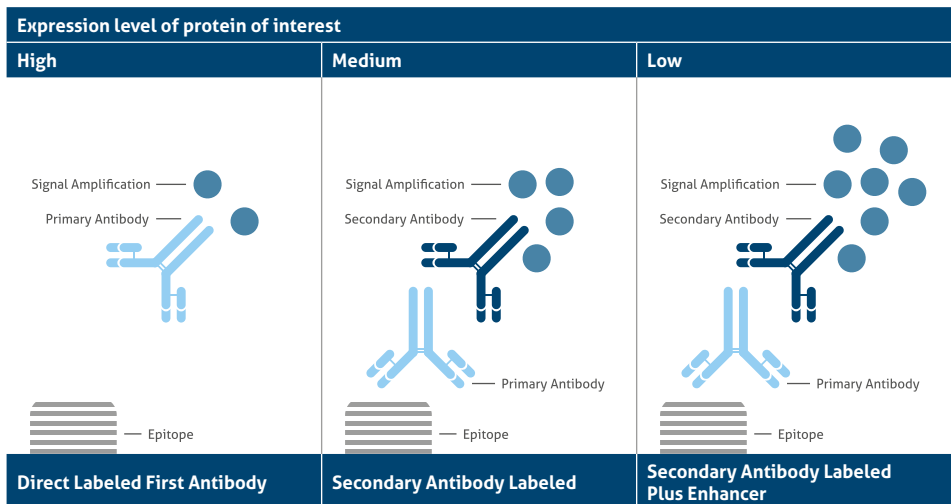 Expression level of protein of interest
High
Medium
Low
Signal Amplification
Primary Antibody
Epitope
Signal Amplification
Secondary Antibody
Primary Antibody
Epitope
Signal Amplification
Secondary Antibody
Primary Antibody
Epitope
Direct Labeled First Antibody
Secondary Antibody Labeled
Secondary Antibody Labeled
Plus Enhancer